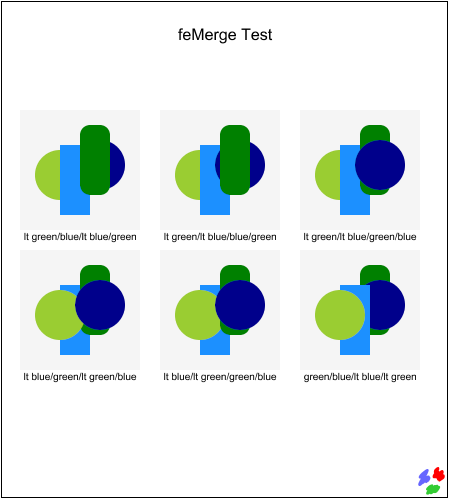 feMerge Test
lt green/blue/lt blue/green
lt green/lt blue/blue/green
lt green/lt blue/green/blue
lt blue/green/lt green/blue
lt blue/lt green/green/blue
green/blue/lt blue/lt green